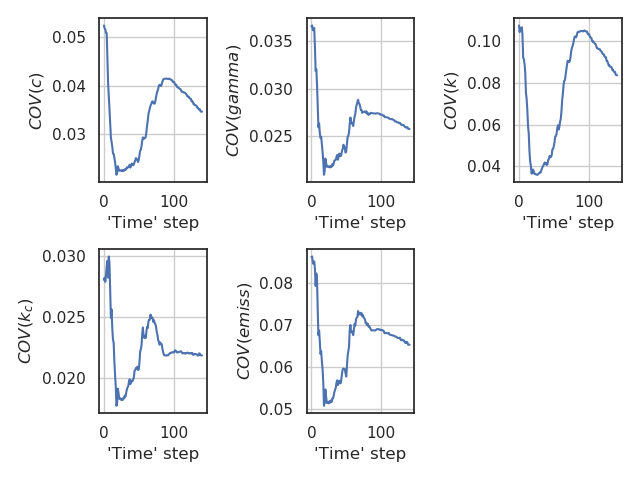 0.05
0.04
0.03
COV(c)
0 100
'Time' step
0.035
0.030
0.025
COV(gamma)
0 100
'Time' step
0.10
0.08
0.06
0.04
COV(k)
0 100
'Time' step
0.030
0.025
0.020
COV(k_c)
0 100
'Time' step
0.08
0.07
0.06
0.05
COV(emiss)
0 100
'Time' step